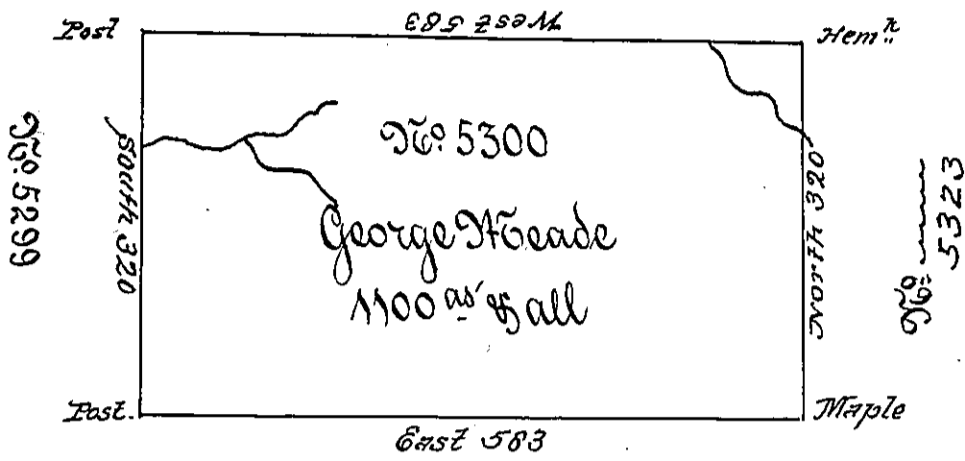 Post West 583 Hem.k
No. 5299
South 320
No. 5300
George Meade
1100 as & all
North 320
No. 5323
Post. Maple
East 583